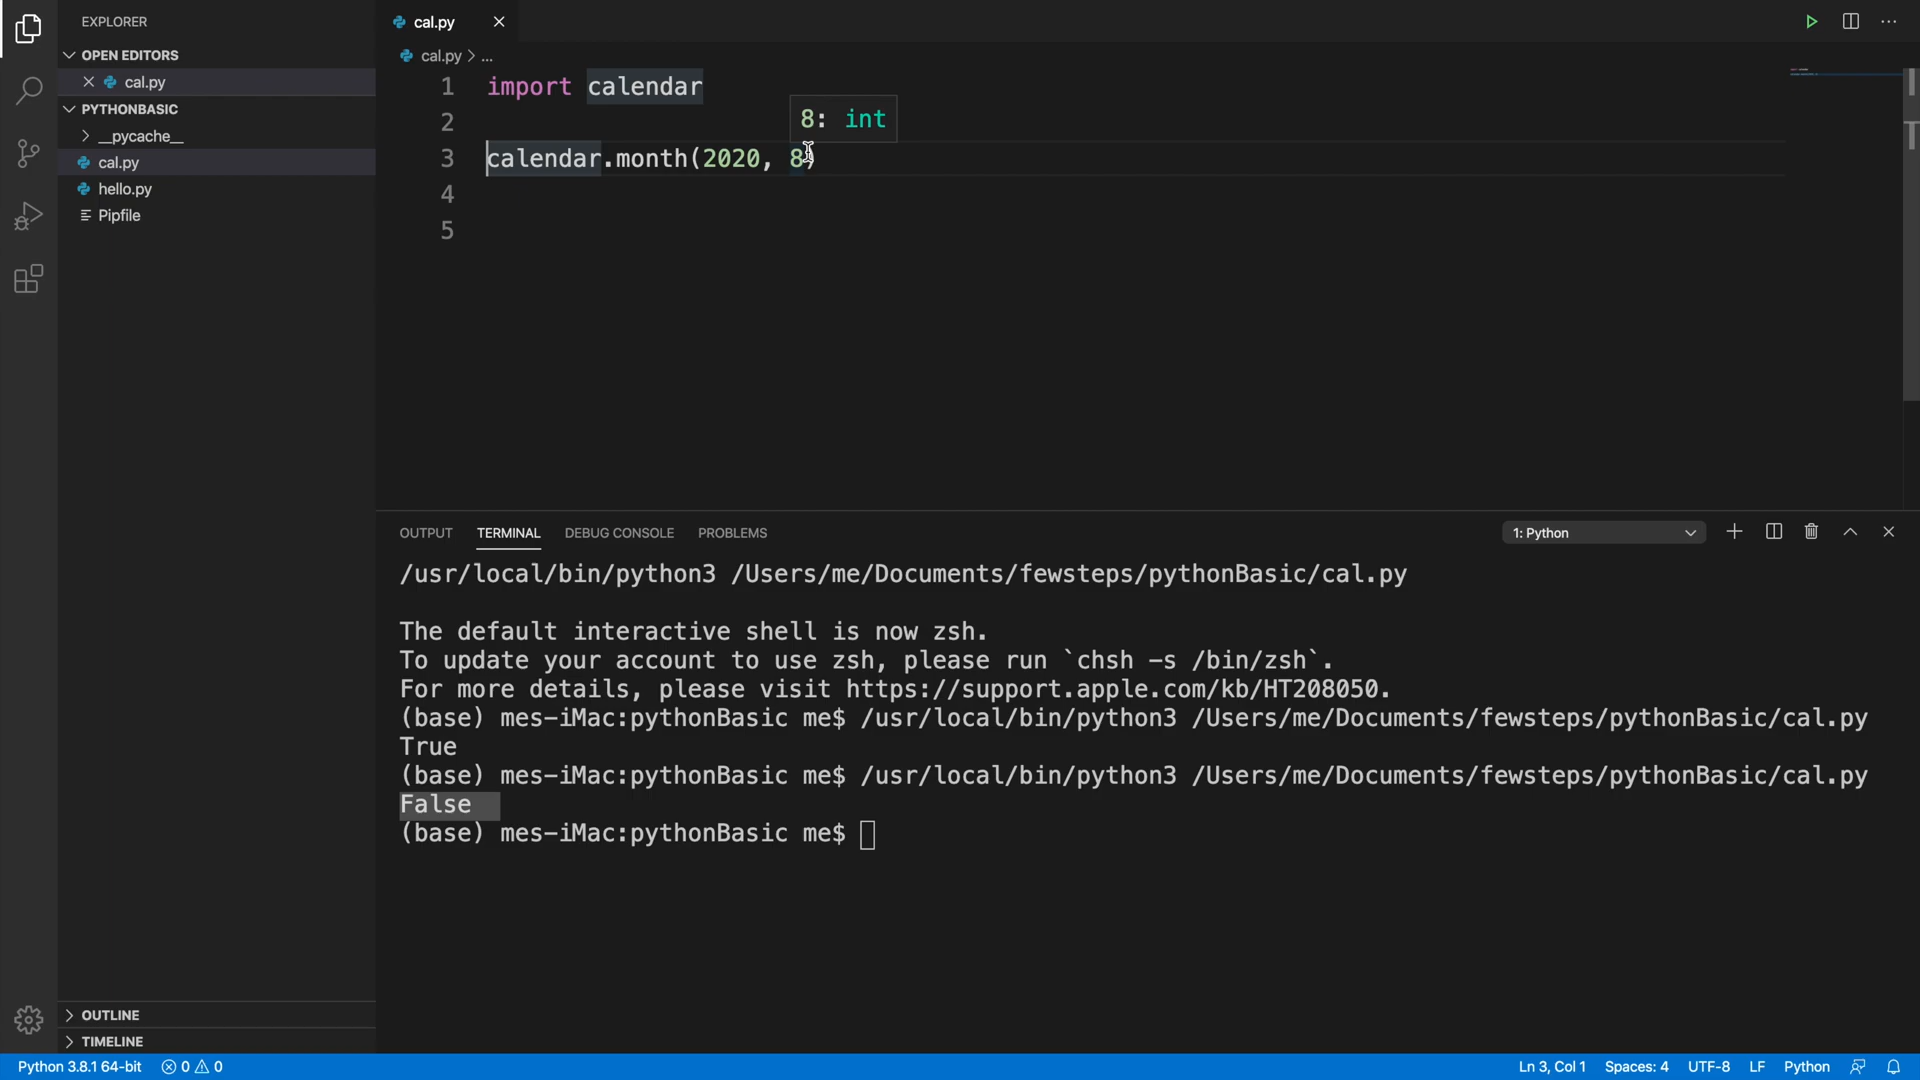 EXPLORER
OPEN EDITORS
cal.py
PYTHONBASIC
__pycache__
cal.py
hello.py
Pipfile
OUTLINE
TIMELINE
cal.py
cal.py > ...
1 import calendar
2
8: int
3 calendar.month(2020, 8)
4
5
OUTPUT TERMINAL DEBUG CONSOLE PROBLEMS 1: Python
/usr/local/bin/python3 /Users/me/Documents/fewsteps/pythonBasic/cal.py
The default interactive shell is now zsh.
To update your account to use zsh, please run `chsh -s /bin/zsh`.
For more details, please visit https://support.apple.com/kb/HT208050.
(base) mes-iMac:pythonBasic me$ /usr/local/bin/python3 /Users/me/Documents/fewsteps/pythonBasic/cal.py
True
(base) mes-iMac:pythonBasic me$ /usr/local/bin/python3 /Users/me/Documents/fewsteps/pythonBasic/cal.py
False
(base) mes-iMac:pythonBasic me$
Python 3.8.1 64-bit 0 0 Ln 3, Col 1 Spaces: 4 UTF-8 LF Python